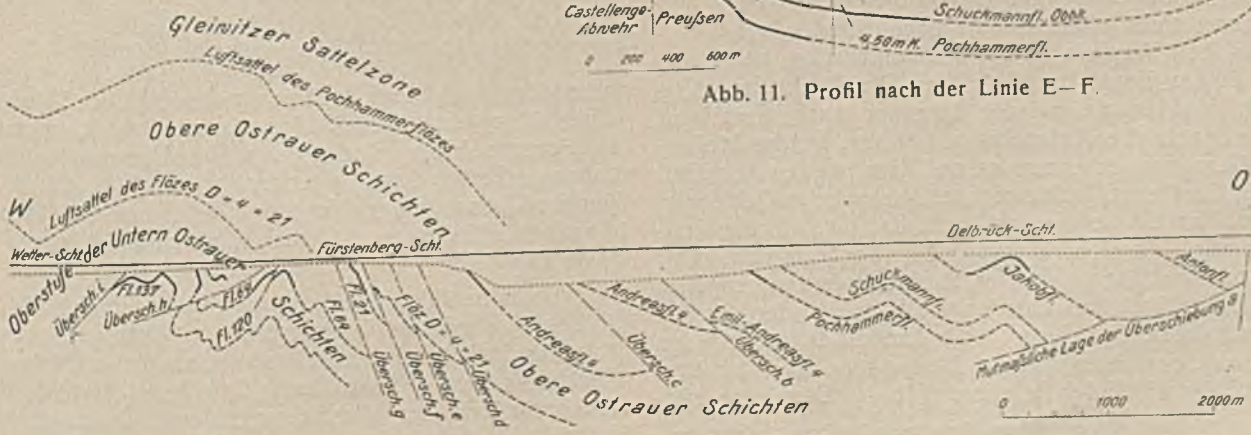 Castellengo-
Abwehr
Preußen
0 200 400 600 m
Schuckmannfl. Obbk.
4,50 m K. Pochhammerfl.
Abb. 11. Profil nach der Linie E—F.
Gleiwitzer Sattelzone
Luftsattel des Pochhammerflözes
Obere Ostrauer Schichten
W
O
Luftsattel des Flözes D = 4 = 21
Wetter-Scht.
Fürstenberg-Scht.
Delbrück-Scht.
Oberstufe der Untern Ostrauer Schichten
Übersch. i
Fl. 137
Übersch. h
Fl. 69
Fl. 120
Fl. 69
Fl. 21
Flöz D = 4 = 21
Übersch. g
Übersch. f
Übersch. e
Übersch. d
Andreasfl. 4
Übersch. c
Emil-Andreasfl. 4
Übersch. b
Obere Ostrauer Schichten
Schuckmannfl.
Pochhammerfl.
Jakobfl.
Antonfl.
Mutmaßliche Lage der Überschiebung a
0 1000 2000 m